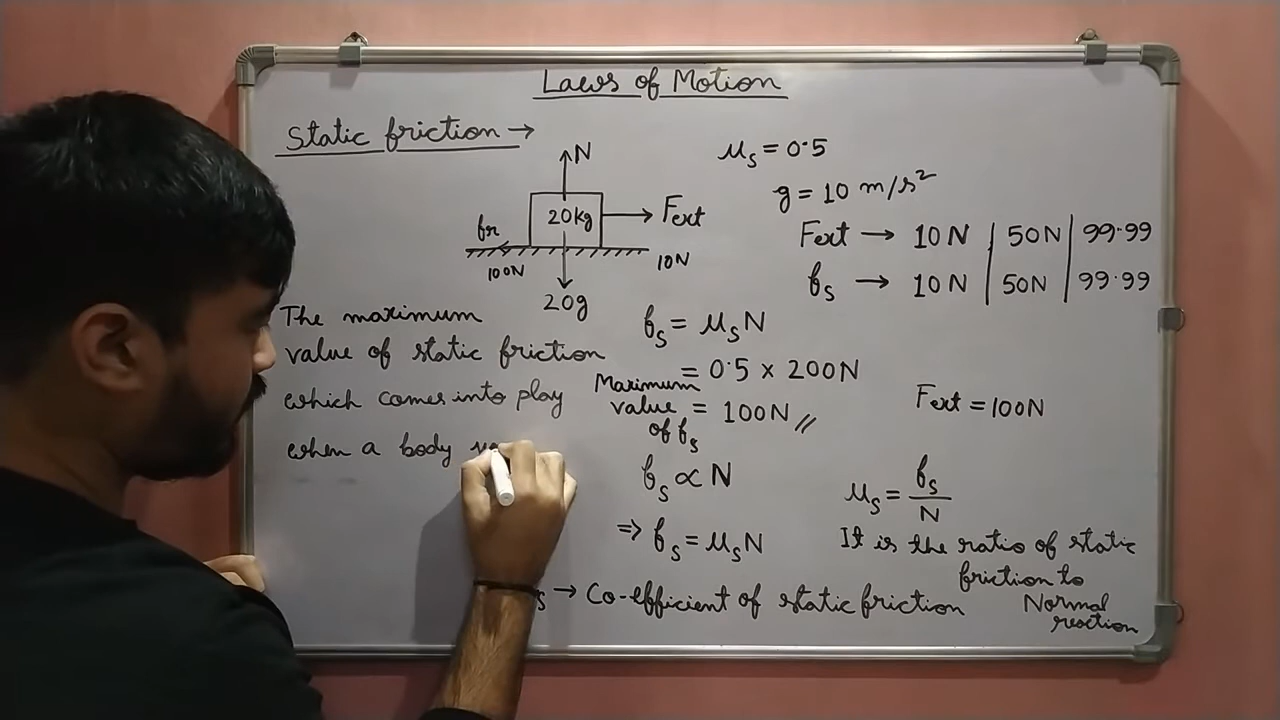 Laws of Motion
Static friction →
N
20kg
Fext
fr
100N
10N
20g
μs = 0.5
g = 10 m/s²
Fext → 10N | 50N | 99.99
fs → 10N | 50N | 99.99
The maximum
value of static friction
which comes into play
when a body
fs = μsN
= 0.5 × 200N
Maximum
value = 100N //
of fs
fs ∝ N
⇒ fs = μsN
s → Co-efficient of static friction
Fext = 100N
μs = fs/N
It is the ratio of static
friction to
Normal
reaction